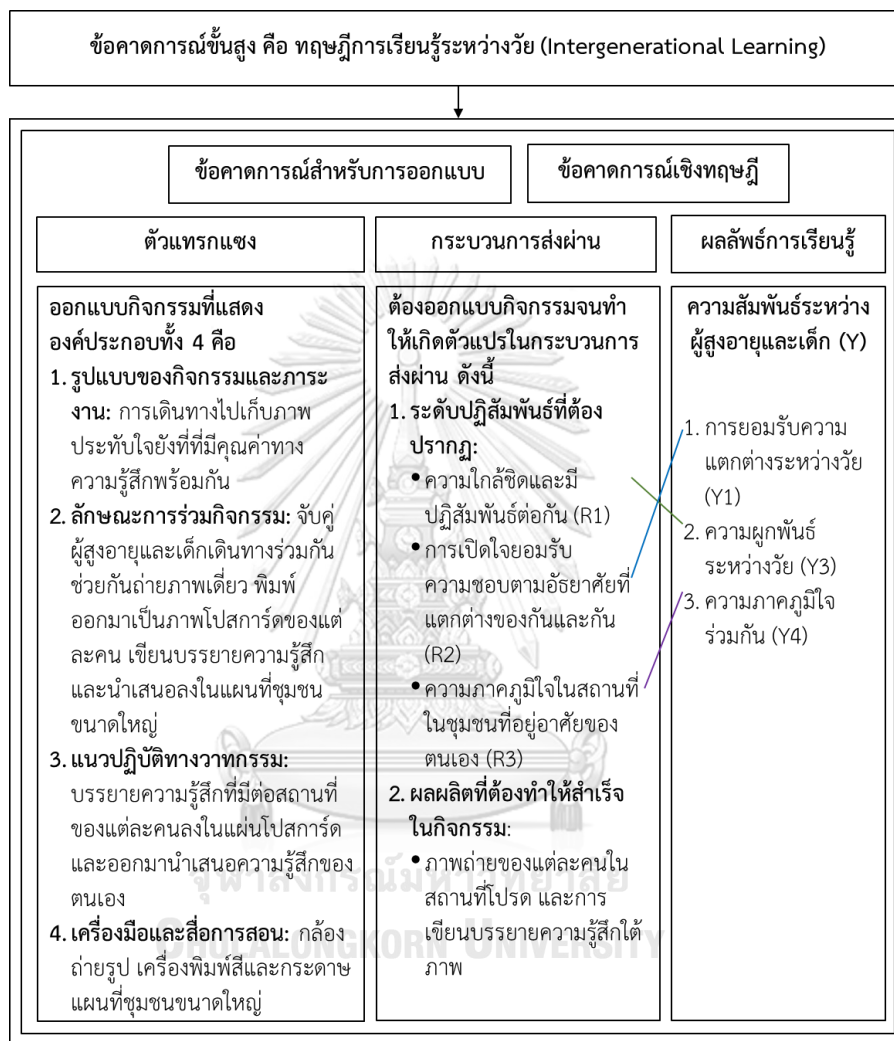 ข้อคาดการณ์ขั้นสูง คือ ทฤษฎีการเรียนรู้ระหว่างวัย (Intergenerational Learning)
ข้อคาดการณ์สำหรับการออกแบบ
ข้อคาดการณ์เชิงทฤษฎี
ตัวแทรกแซง
กระบวนการส่งผ่าน
ผลลัพธ์การเรียนรู้
ออกแบบกิจกรรมที่แสดง
องค์ประกอบทั้ง 4 คือ
1. รูปแบบของกิจกรรมและภาระ
งาน: การเดินทางไปเก็บภาพ
ประทับใจยังที่ที่มีคุณค่าทาง
ความรู้สึกพร้อมกัน
2. ลักษณะการร่วมกิจกรรม: จับคู่
ผู้สูงอายุและเด็กเดินทางร่วมกัน
ช่วยกันถ่ายภาพเดี่ยว พิมพ์
ออกมาเป็นภาพโปสการ์ดของแต่
ละคน เขียนบรรยายความรู้สึก
และนำเสนอลงในแผนที่ชุมชน
ขนาดใหญ่
3. แนวปฏิบัติทางวาทกรรม:
บรรยายความรู้สึกที่มีต่อสถานที่
ของแต่ละคนลงในแผ่นโปสการ์ด
และออกมานำเสนอความรู้สึกของ
ตนเอง
4. เครื่องมือและสื่อการสอน: กล้อง
ถ่ายรูป เครื่องพิมพ์สีและกระดาษ
แผนที่ชุมชนขนาดใหญ่
ต้องออกแบบกิจกรรมจนทำ
ให้เกิดตัวแปรในกระบวนการ
ส่งผ่าน ดังนี้
1. ระดับปฏิสัมพันธ์ที่ต้อง
ปรากฏ:
• ความใกล้ชิดและมี
ปฏิสัมพันธ์ต่อกัน (R1)
• การเปิดใจยอมรับ
ความชอบตามอัธยาศัยที่
แตกต่างของกันและกัน
(R2)
• ความภาคภูมิใจในสถานที่
ในชุมชนที่อยู่อาศัยของ
ตนเอง (R3)
2. ผลผลิตที่ต้องทำให้สำเร็จ
ในกิจกรรม:
• ภาพถ่ายของแต่ละคนใน
สถานที่โปรด และการ
เขียนบรรยายความรู้สึกใต้
ภาพ
ความสัมพันธ์ระหว่าง
ผู้สูงอายุและเด็ก (Y)
1. การยอมรับความ
แตกต่างระหว่างวัย
(Y1)
2. ความผูกพันธ์
ระหว่างวัย (Y3)
3. ความภาคภูมิใจ
ร่วมกัน (Y4)
จุฬาลงกรณ์มหาวิทยาลัย
CHULALONGKORN UNIVERSITY